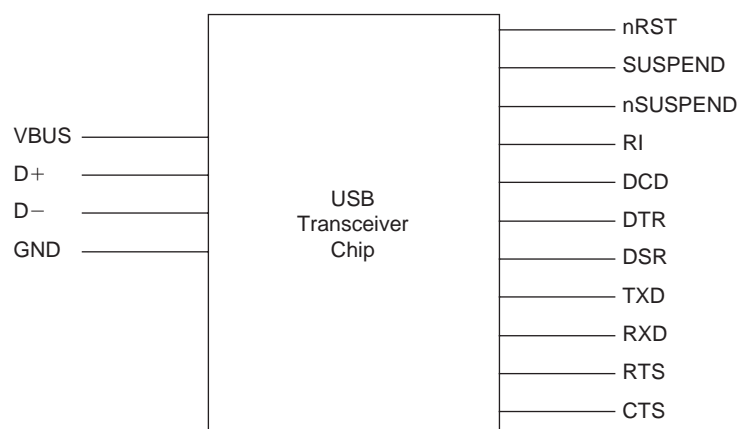 VBUS
D+
D−
GND
USB
Transceiver
Chip
nRST
SUSPEND
nSUSPEND
RI
DCD
DTR
DSR
TXD
RXD
RTS
CTS